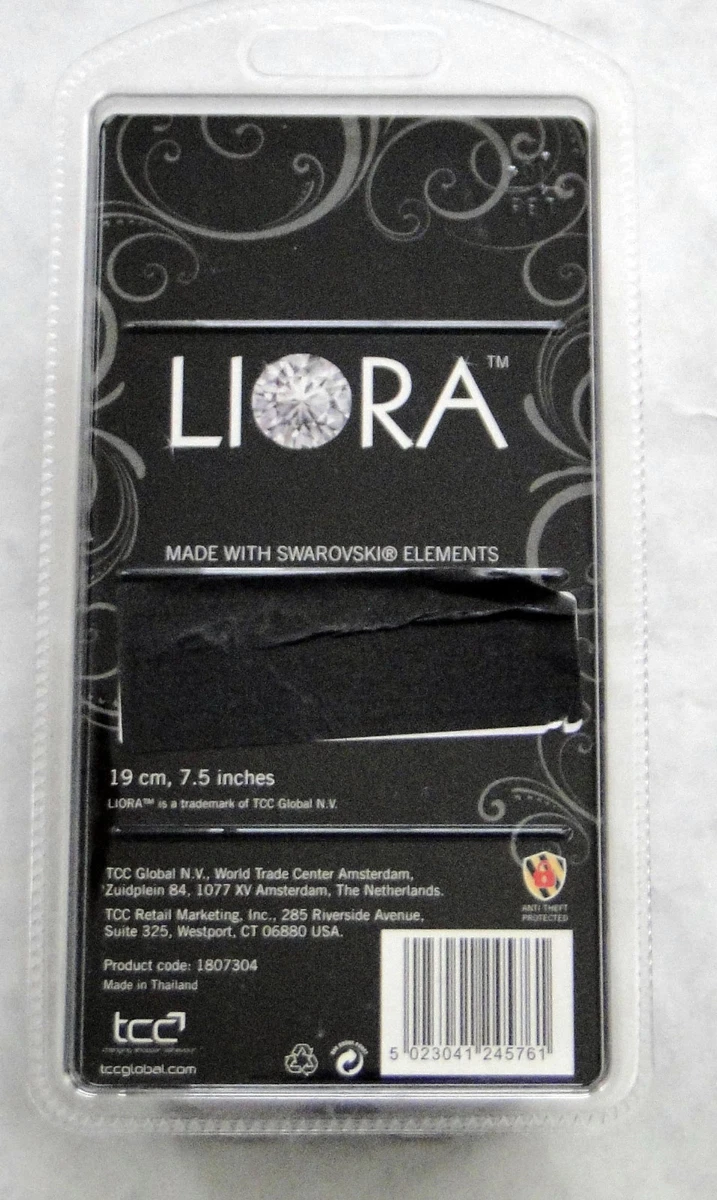 PET
LIORA™
MADE WITH SWAROVSKI® ELEMENTS
19 cm, 7.5 inches
LIORA™ is a trademark of TCC Global N.V.
TCC Global N.V., World Trade Center Amsterdam,
Zuidplein 84, 1077 XV Amsterdam, The Netherlands.
ANTI THEFT
PROTECTED
TCC Retail Marketing, Inc., 285 Riverside Avenue,
Suite 325, Westport, CT 06880 USA.
Product code: 1807304
Made in Thailand
tcc
changing shopper behaviour
tccglobal.com
5 023041 245761